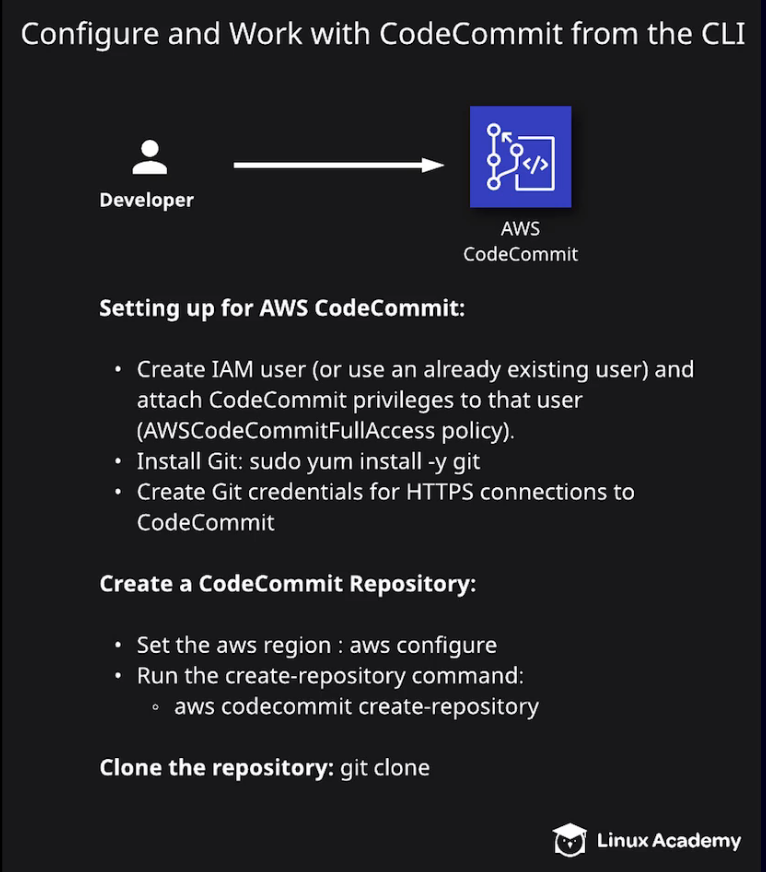 Configure and Work with CodeCommit from the CLI
</>
Developer
AWS
CodeCommit
Setting up for AWS CodeCommit:
• Create IAM user (or use an already existing user) and
attach CodeCommit privileges to that user
(AWSCodeCommitFullAccess policy).
• Install Git: sudo yum install -y git
• Create Git credentials for HTTPS connections to
CodeCommit
Create a CodeCommit Repository:
• Set the aws region : aws configure
• Run the create-repository command:
◦ aws codecommit create-repository
Clone the repository: git clone
Linux Academy